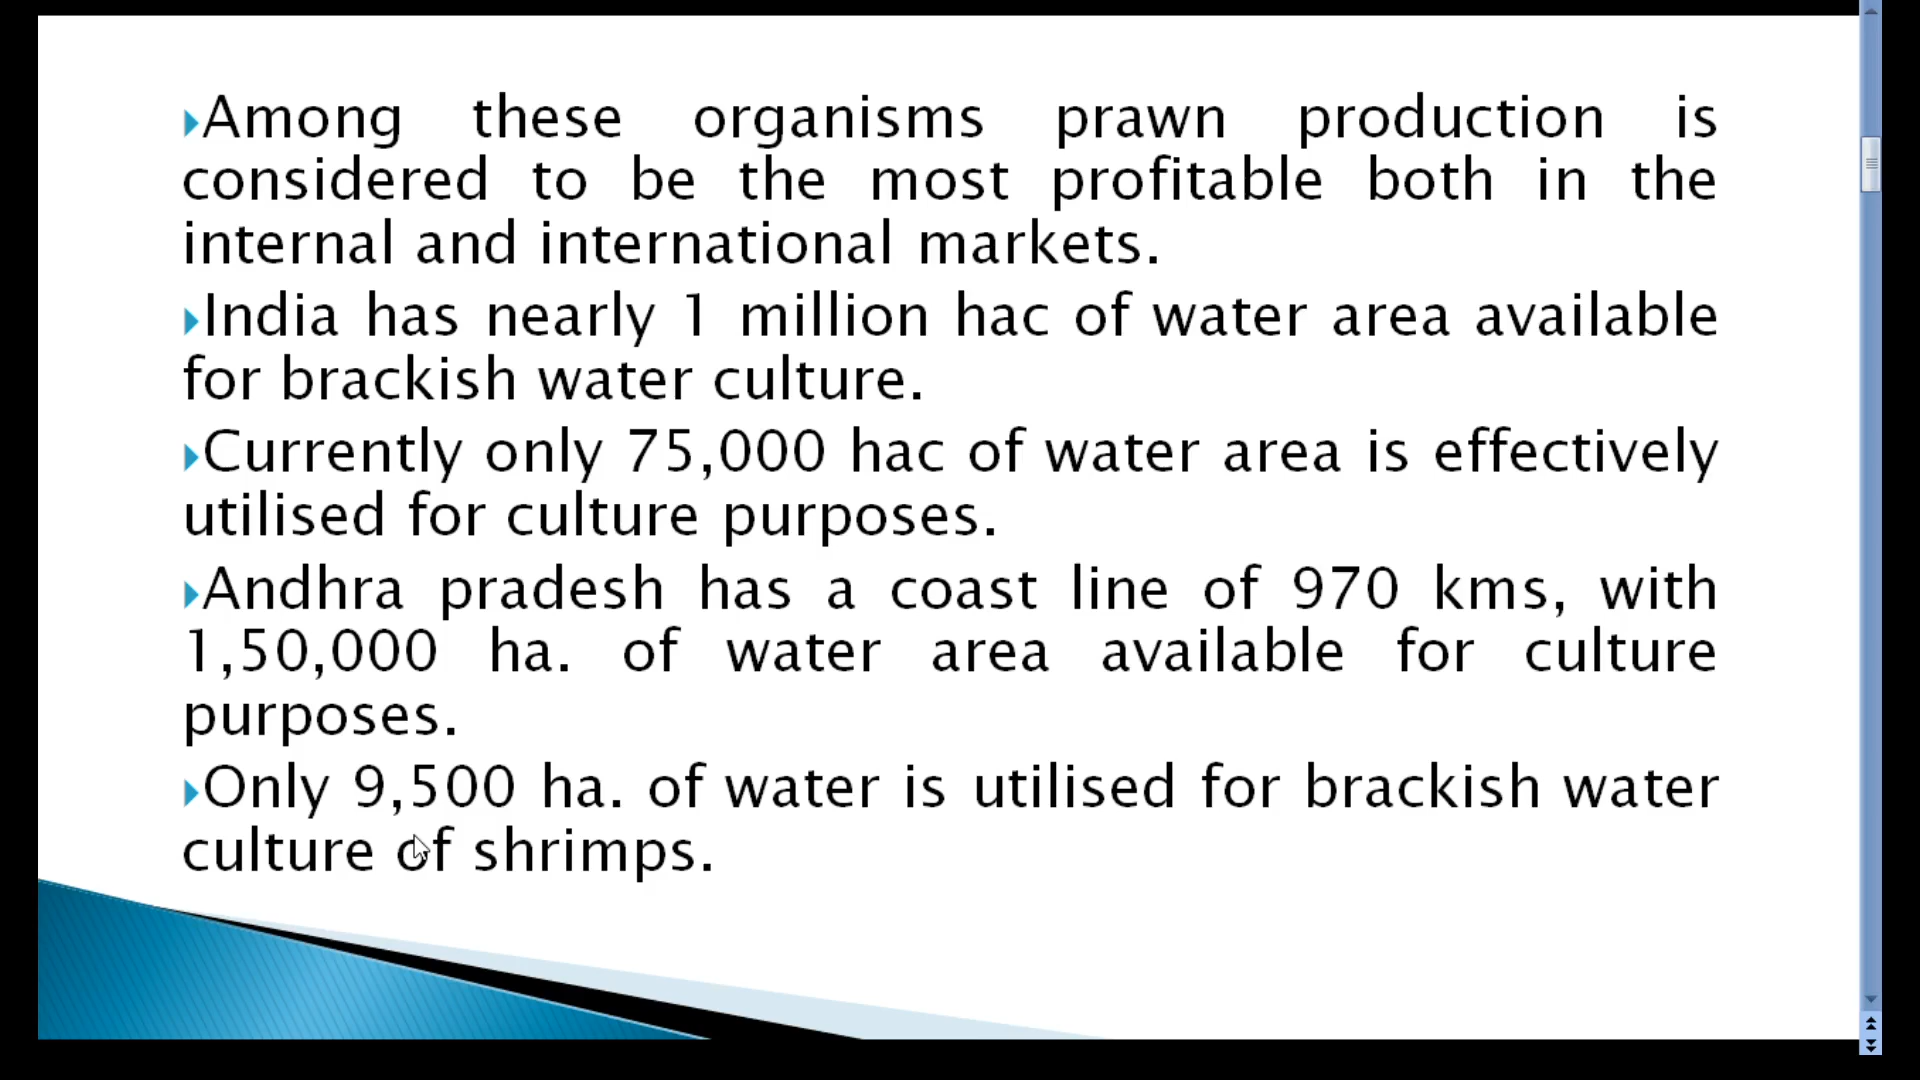 Among these organisms prawn production is
considered to be the most profitable both in the
internal and international markets.
India has nearly 1 million hac of water area available
for brackish water culture.
Currently only 75,000 hac of water area is effectively
utilised for culture purposes.
Andhra pradesh has a coast line of 970 kms, with
1,50,000 ha. of water area available for culture
purposes.
Only 9,500 ha. of water is utilised for brackish water
culture of shrimps.